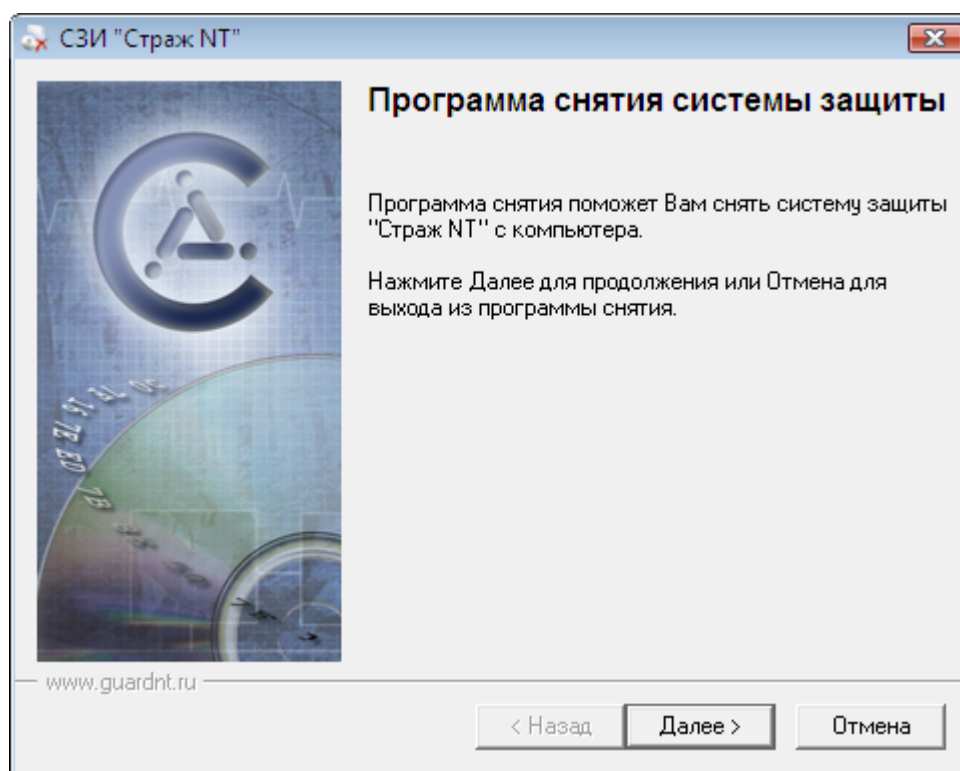 СЗИ "Страж NT"
Программа снятия системы защиты
Программа снятия поможет Вам снять систему защиты
"Страж NT" с компьютера.
Нажмите Далее для продолжения или Отмена для
выхода из программы снятия.
www.guardnt.ru
< Назад
Далее >
Отмена